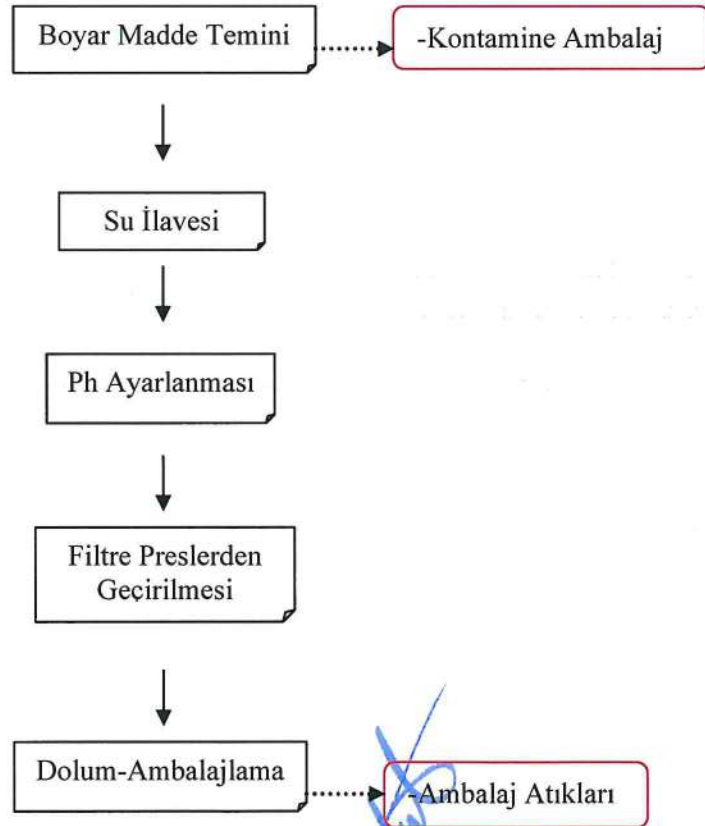 Boyar Madde Temini
-Kontamine Ambalaj
Su İlavesi
Ph Ayarlanması
Filtre Preslerden
Geçirilmesi
Dolum-Ambalajlama
-Ambalaj Atıkları